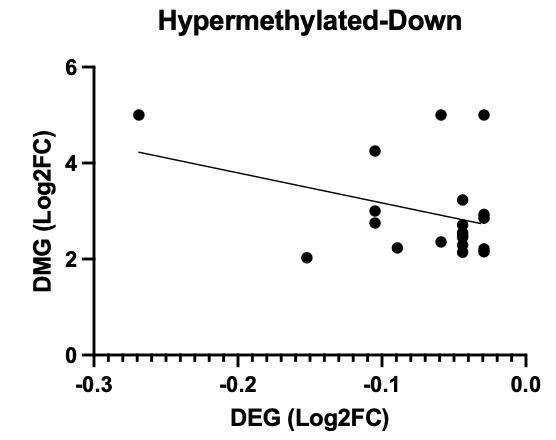 Hypermethylated-Down
6
4
2
0
DMG (Log2FC)
-0.3
-0.2
-0.1
0.0
DEG (Log2FC)